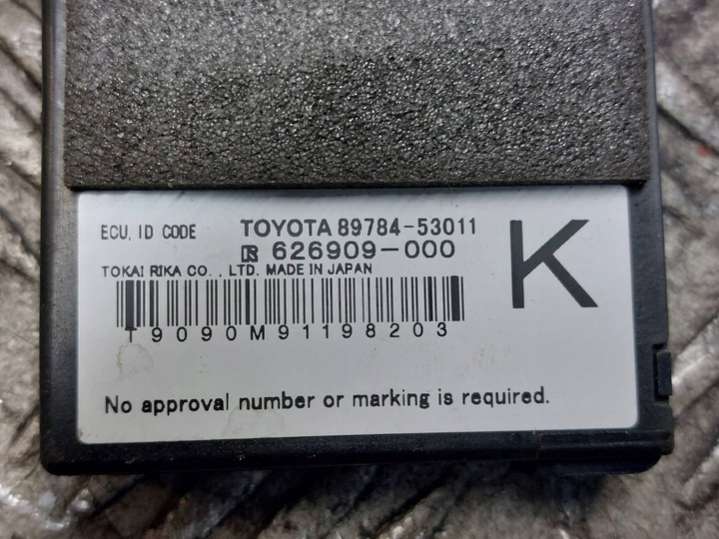 ECU, ID CODE TOYOTA 89784-53011
R 626909-000
TOKAI RIKA CO., LTD. MADE IN JAPAN
K
T9090M91198203
No approval number or marking is required.